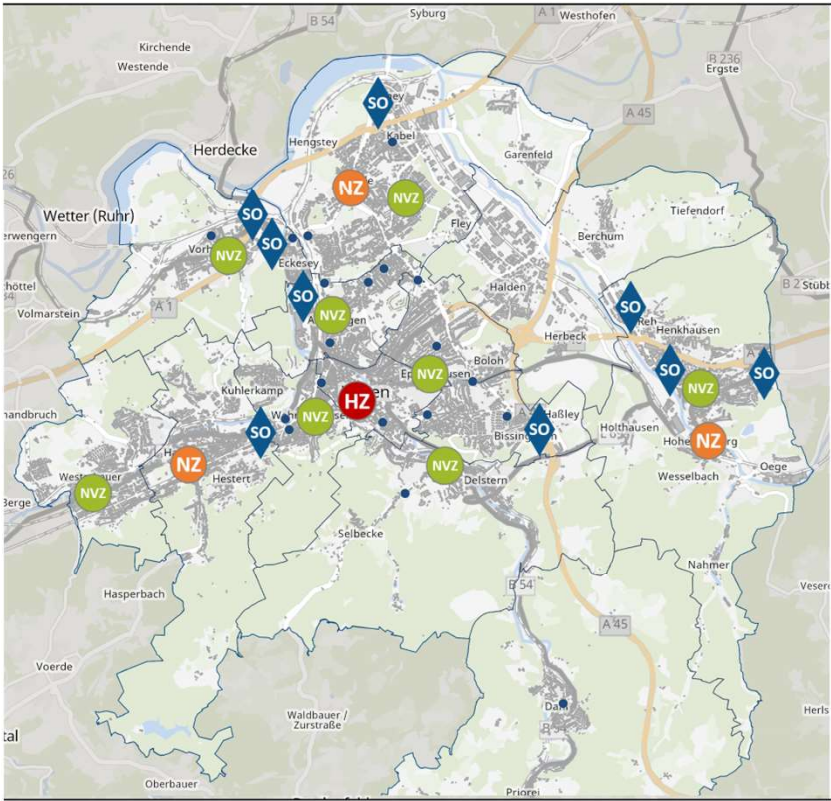 Syburg
A 1
Westhofen
B 54
Kirchende
Westende
B 236
Ergste
SO
Kabel
A 45
Hengstey
Garenfeld
Herdecke
NZ
NVZ
Wetter (Ruhr)
SO
Tiefendorf
Fley
Berchum
SO
NVZ
Eckesey
Halden
SO
A 1
Volmarstein
NVZ
SO
Henkhausen
Herbeck
Boloh
SO
SO
NVZ
NVZ
Kuhlerkamp
HZ
NVZ
SO
SO
Haßley
Holthausen
NZ
NZ
NVZ
Oege
Wesselbach
Hestert
Delstern
NVZ
Berge
Selbecke
Nahmer
B 54
Hasperbach
A 45
Voerde
Waldbauer /
Zurstraße
Oberbauer
Priorei